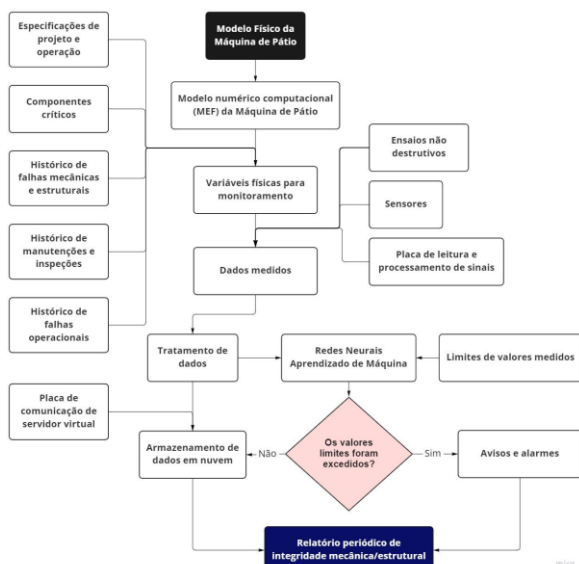 Especificações de
projeto e
operação
Modelo Físico da
Máquina de Pátio
Componentes
críticos
Modelo numérico computacional
(MEF) da Máquina de Pátio
Ensaios não
destrutivos
Histórico de
falhas mecânicas
e estruturais
Variáveis físicas para
monitoramento
Sensores
Histórico de
manutenções e
inspeções
Dados medidos
Placa de leitura e
processamento de sinais
Histórico de
falhas
operacionais
Tratamento de
dados
Redes Neurais
Aprendizado de Máquina
Limites de valores medidos
Placa de
comunicação de
servidor virtual
Armazenamento de
dados em nuvem
Não
Os valores
limites foram
excedidos?
Sim
Avisos e alarmes
Relatório periódico de
integridade mecânica/estrutural
miro